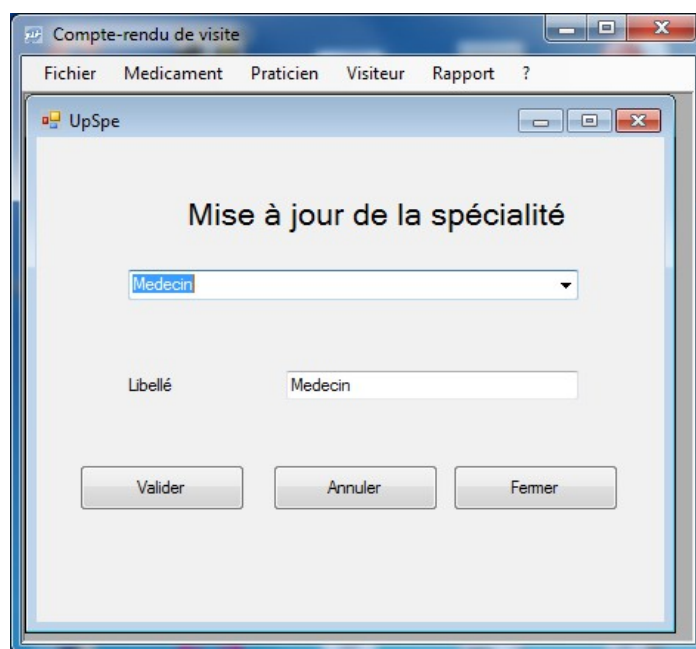 Compte-rendu de visite
Fichier Medicament Praticien Visiteur Rapport ?
UpSpe
Mise à jour de la spécialité
Medecin
Libellé Medecin
Valider Annuler Fermer